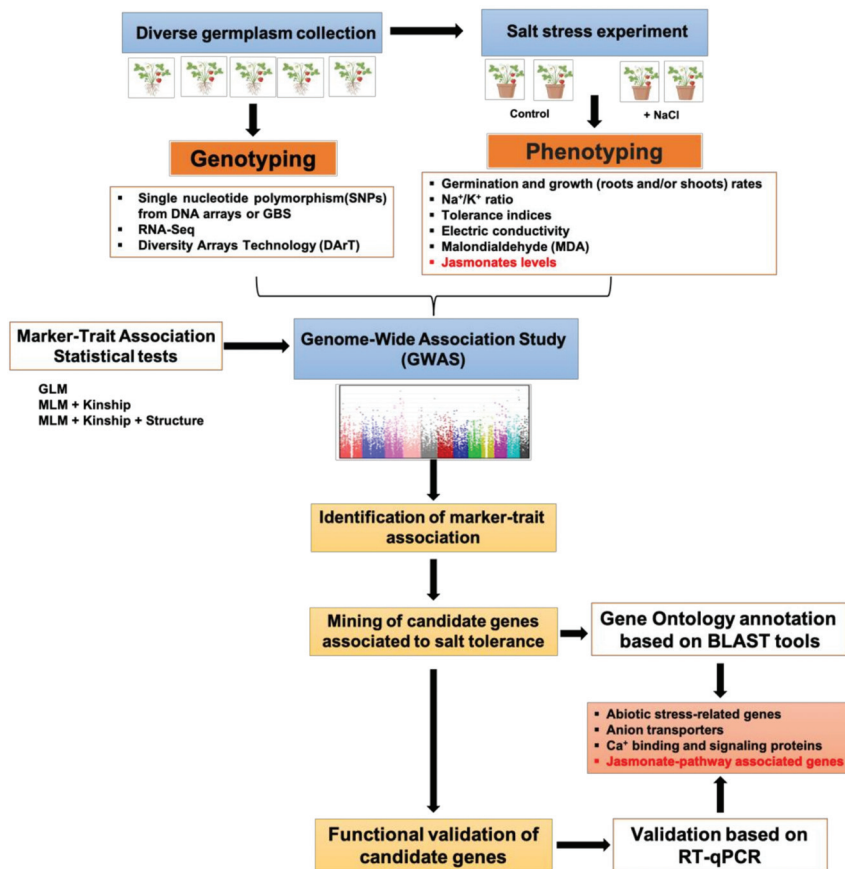 Diverse germplasm collection
Salt stress experiment
Control
+ NaCl
Genotyping
Phenotyping
▪ Single nucleotide polymorphism(SNPs)
from DNA arrays or GBS
▪ RNA-Seq
▪ Diversity Arrays Technology (DArT)
▪ Germination and growth (roots and/or shoots) rates
▪ Na⁺/K⁺ ratio
▪ Tolerance indices
▪ Electric conductivity
▪ Malondialdehyde (MDA)
▪ Jasmonates levels
Marker-Trait Association
Statistical tests
GLM
MLM + Kinship
MLM + Kinship + Structure
Genome-Wide Association Study
(GWAS)
Identification of marker-trait
association
Mining of candidate genes
associated to salt tolerance
Gene Ontology annotation
based on BLAST tools
▪ Abiotic stress-related genes
▪ Anion transporters
▪ Ca⁺ binding and signaling proteins
▪ Jasmonate-pathway associated genes
Functional validation of
candidate genes
Validation based on
RT-qPCR